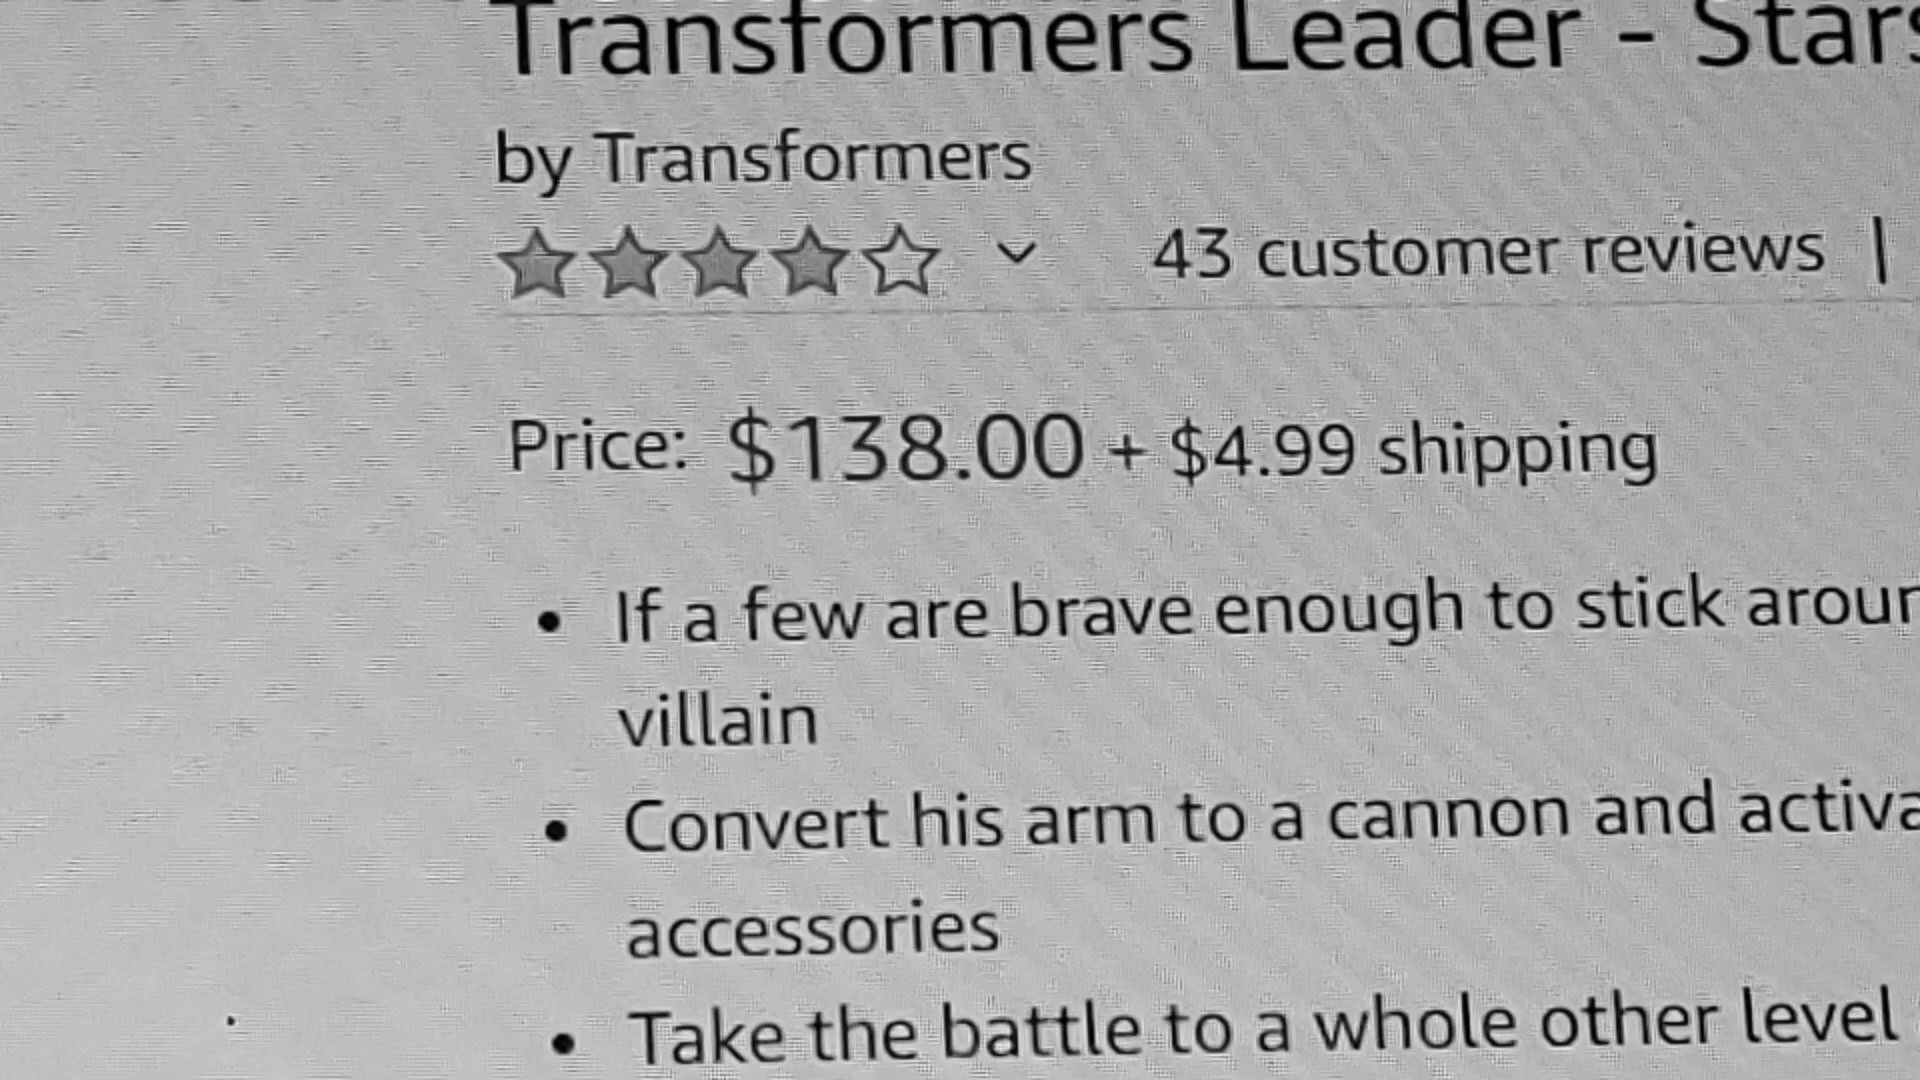 Transformers Leader - Stars
by Transformers
43 customer reviews |
Price: $138.00 + $4.99 shipping
• If a few are brave enough to stick aroun
villain
• Convert his arm to a cannon and activa
accessories
• Take the battle to a whole other level